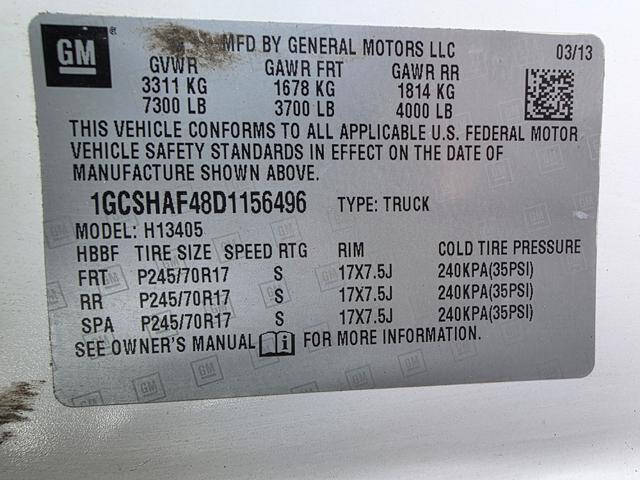 GM
MFD BY GENERAL MOTORS LLC 03/13
GVWR GAWR FRT GAWR RR
3311 KG 1678 KG 1814 KG
7300 LB 3700 LB 4000 LB
THIS VEHICLE CONFORMS TO ALL APPLICABLE U.S. FEDERAL MOTOR
VEHICLE SAFETY STANDARDS IN EFFECT ON THE DATE OF
MANUFACTURE SHOWN ABOVE.
1GCSHAF48D1156496 TYPE: TRUCK
MODEL: H13405
HBBF TIRE SIZE SPEED RTG RIM COLD TIRE PRESSURE
FRT P245/70R17 S 17X7.5J 240KPA(35PSI)
RR P245/70R17 S 17X7.5J 240KPA(35PSI)
SPA P245/70R17 S 17X7.5J 240KPA(35PSI)
SEE OWNER'S MANUAL FOR MORE INFORMATION.